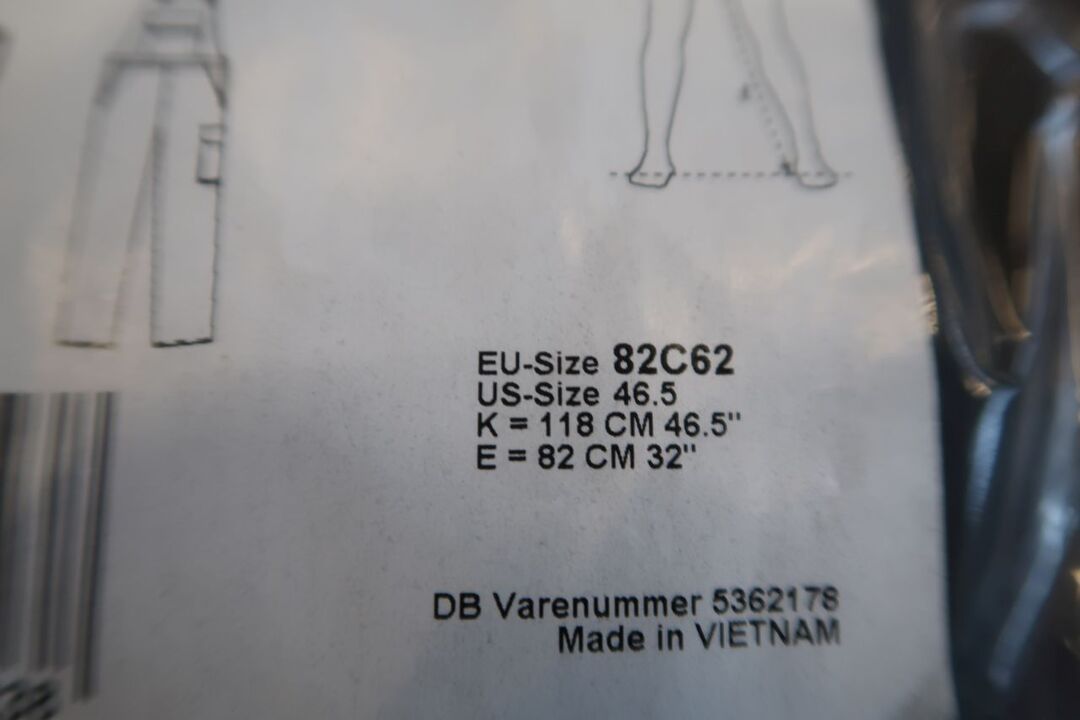 EU-Size 82C62
US-Size 46.5
K = 118 CM 46.5"
E = 82 CM 32"
DB Varenummer 5362178
Made in VIETNAM